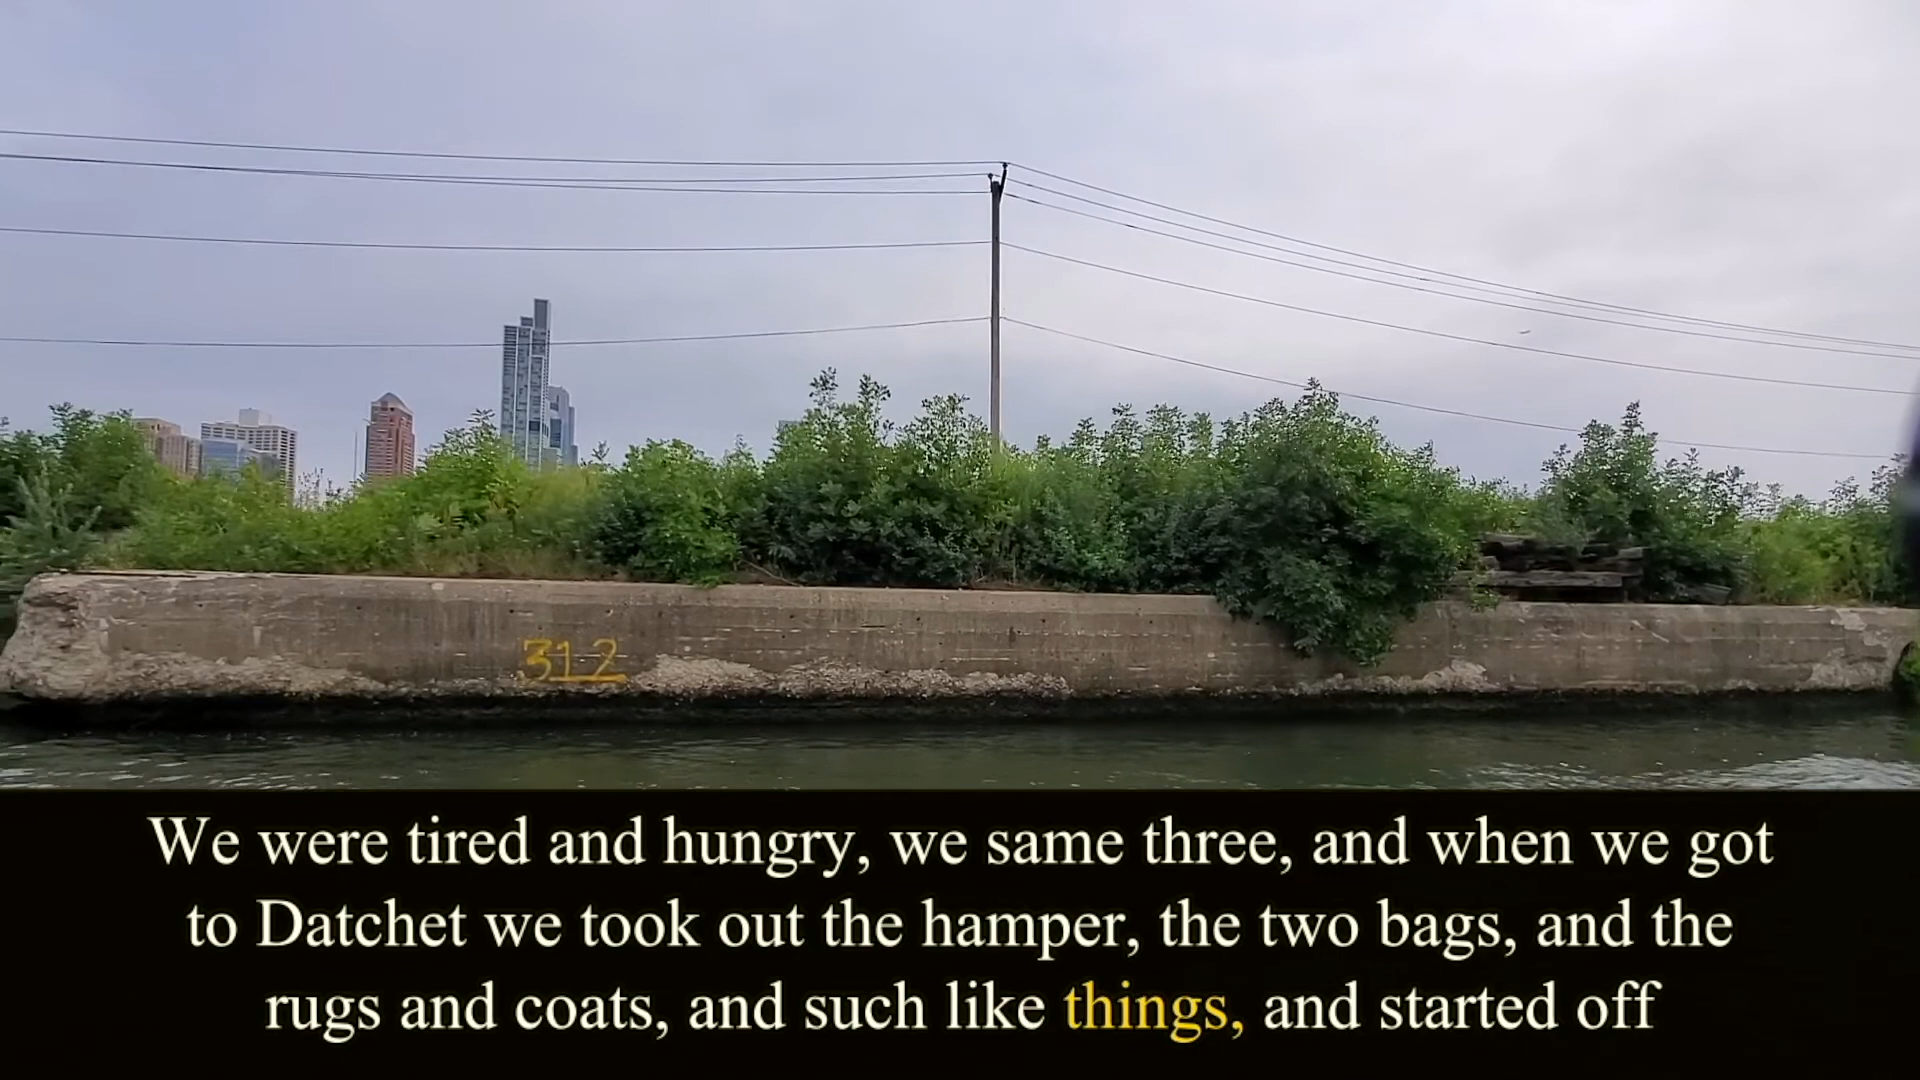 312
We were tired and hungry, we same three, and when we got
to Datchet we took out the hamper, the two bags, and the
rugs and coats, and such like things, and started off